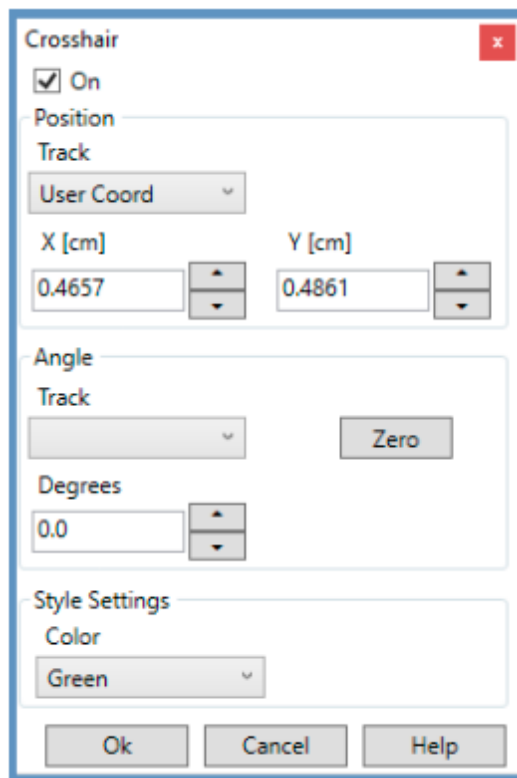 Crosshair x
On
Position
Track
User Coord
X [cm] Y [cm]
0.4657 0.4861
Angle
Track
Zero
Degrees
0.0
Style Settings
Color
Green
Ok Cancel Help